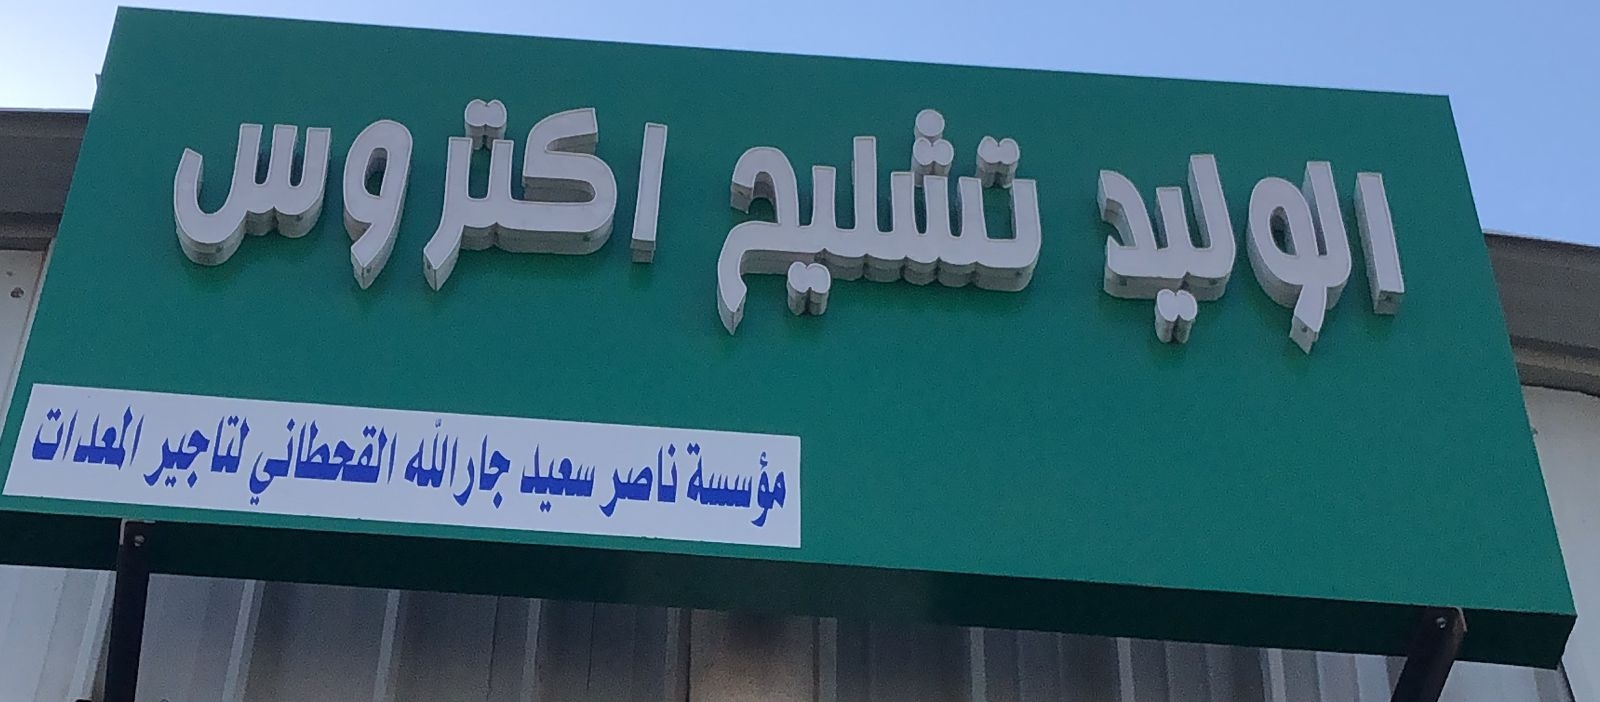 الوليد تشليح اكتروس
مؤسسة ناصر سعيد جارالله القحطاني لتاجير المعدات